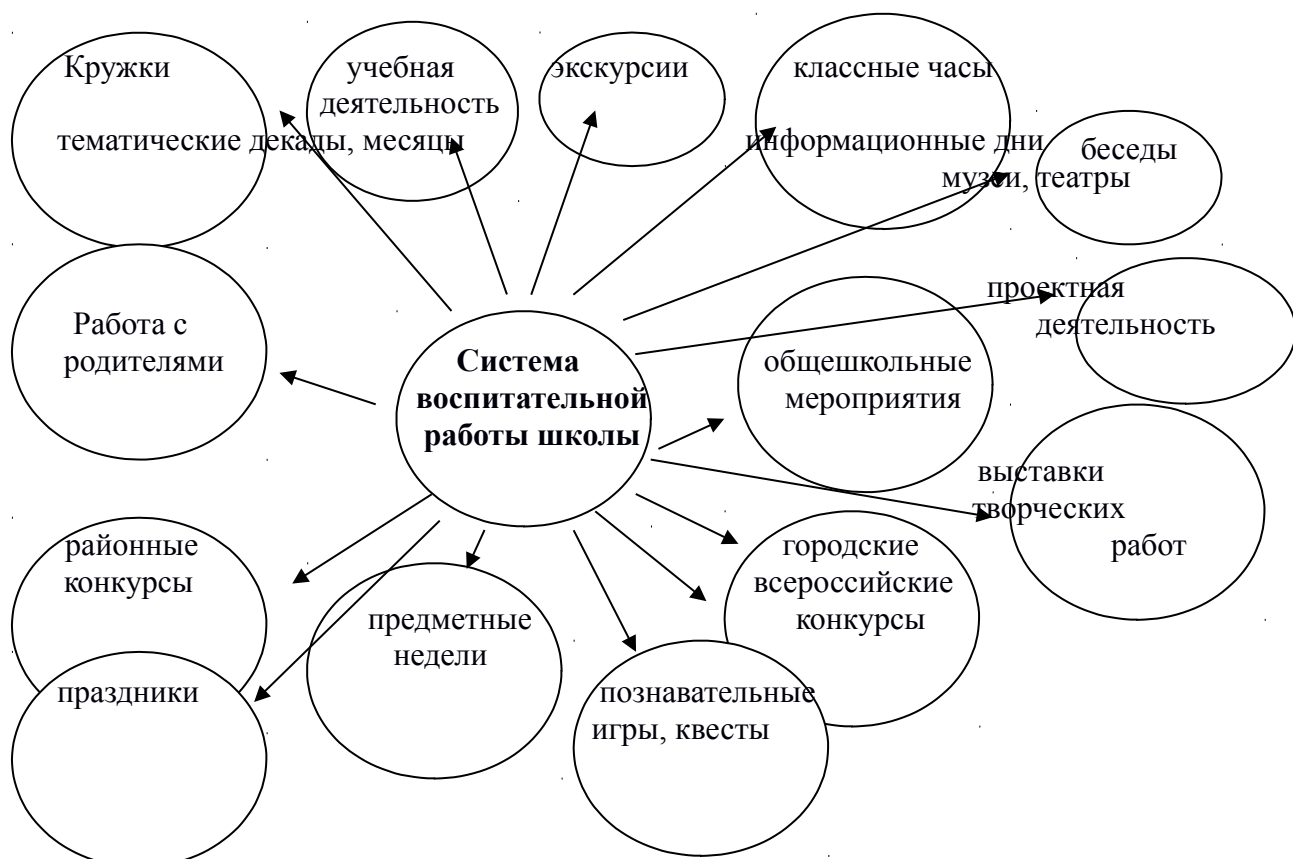 Кружки
тематические декады, месяцы
учебная
деятельность
экскурсии
классные часы
информационные дни
музеи, театры
беседы
Работа с
родителями
Система
воспитательной
работы школы
общешкольные
мероприятия
проектная
деятельность
выставки
творческих
работ
районные
конкурсы
праздники
предметные
недели
познавательные
игры, квесты
городские
всероссийские
конкурсы